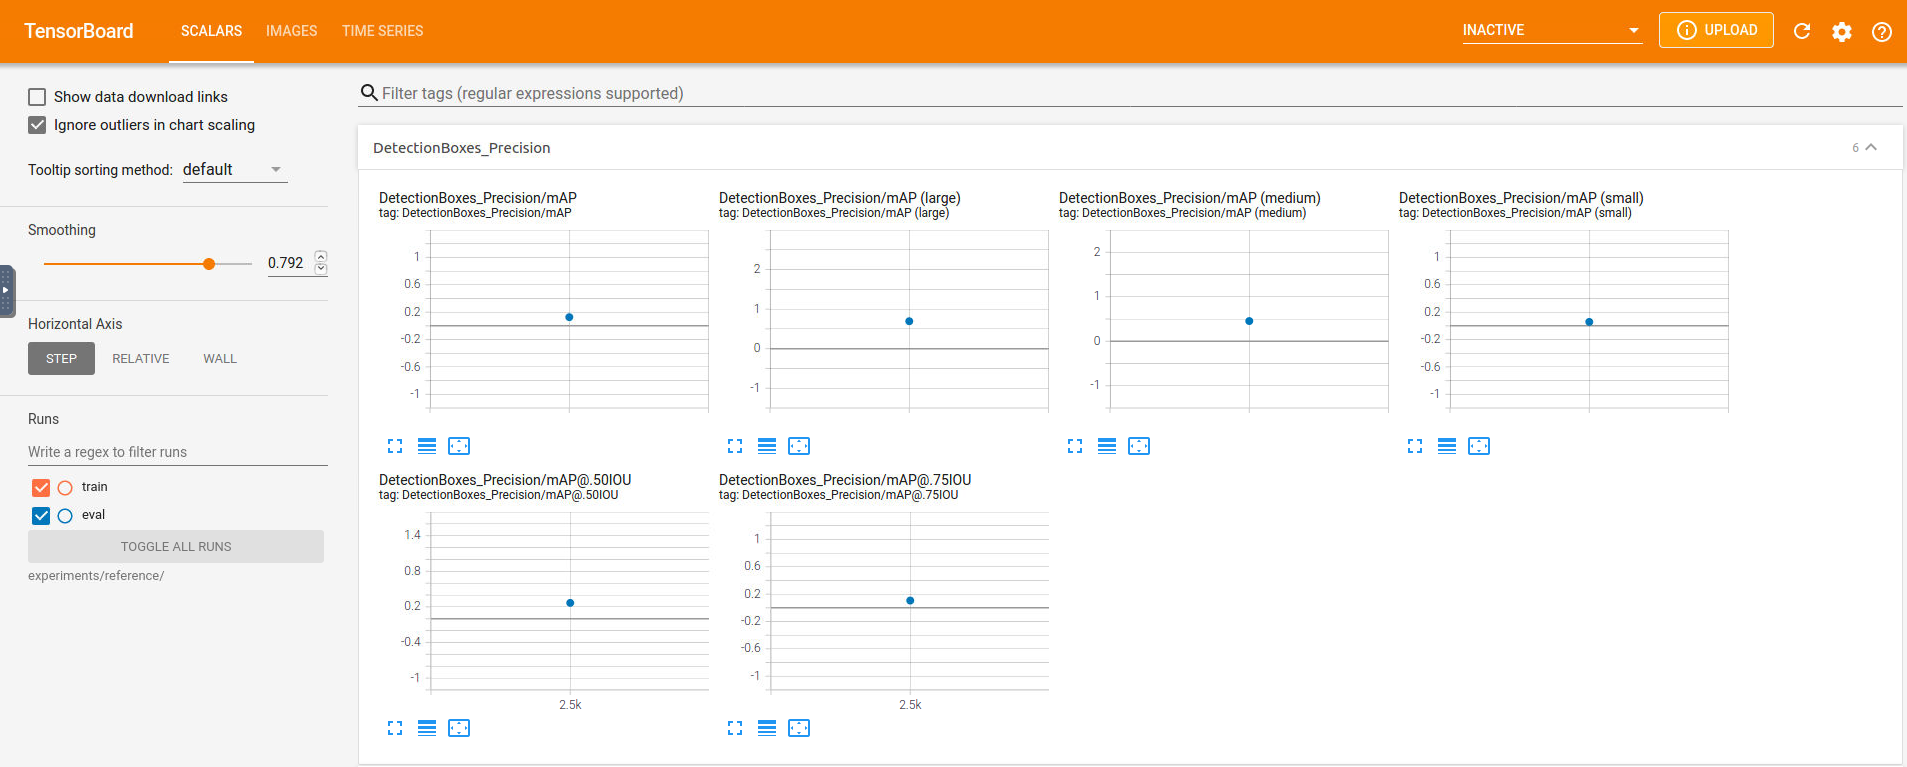 TensorBoard SCALARS IMAGES TIME SERIES INACTIVE UPLOAD
Show data download links
Ignore outliers in chart scaling
Tooltip sorting method: default
Smoothing
0.792
Horizontal Axis
STEP RELATIVE WALL
Runs
Write a regex to filter runs
train
eval
TOGGLE ALL RUNS
experiments/reference/
Filter tags (regular expressions supported)
DetectionBoxes_Precision 6
DetectionBoxes_Precision/mAP
tag: DetectionBoxes_Precision/mAP
1
0.6
0.2
-0.2
-0.6
-1
DetectionBoxes_Precision/mAP (large)
tag: DetectionBoxes_Precision/mAP (large)
2
1
0
-1
DetectionBoxes_Precision/mAP (medium)
tag: DetectionBoxes_Precision/mAP (medium)
2
1
0
-1
DetectionBoxes_Precision/mAP (small)
tag: DetectionBoxes_Precision/mAP (small)
1
0.6
0.2
-0.2
-0.6
-1
DetectionBoxes_Precision/mAP@.50IOU
tag: DetectionBoxes_Precision/mAP@.50IOU
1.4
0.8
0.2
-0.4
-1
2.5k
DetectionBoxes_Precision/mAP@.75IOU
tag: DetectionBoxes_Precision/mAP@.75IOU
1
0.6
0.2
-0.2
-0.6
-1
2.5k